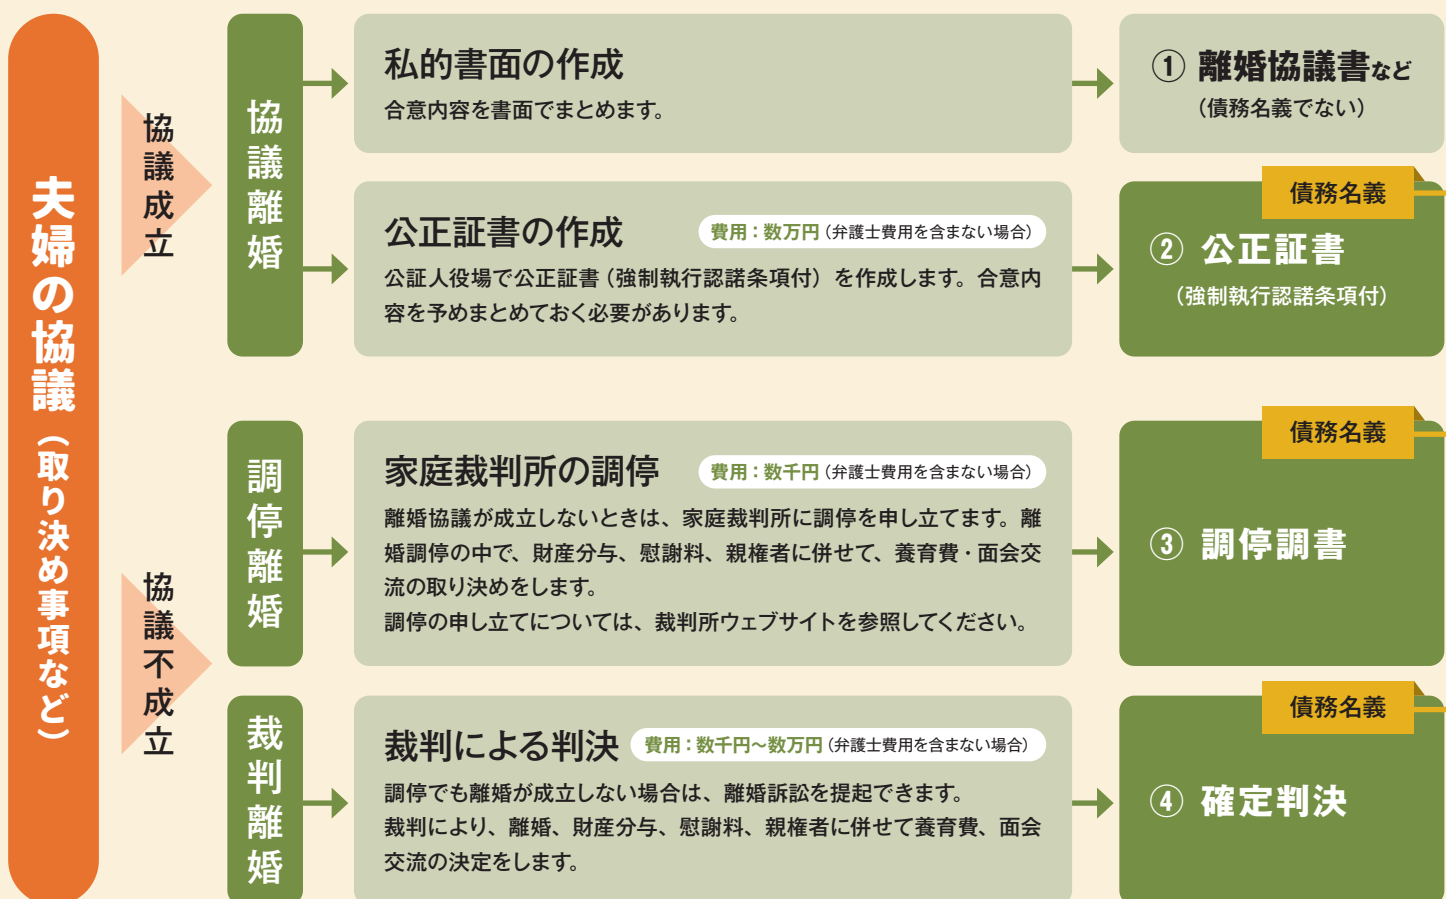 夫婦の協議（取り決め事項など）
協議成立
協議離婚
私的書面の作成
合意内容を書面でまとめます。
① 離婚協議書など
（債務名義でない）
公正証書の作成
費用：数万円（弁護士費用を含まない場合）
公証人役場で公正証書（強制執行認諾条項付）を作成します。合意内
容を予めまとめておく必要があります。
債務名義
② 公正証書
（強制執行認諾条項付）
協議不成立
調停離婚
家庭裁判所の調停
費用：数千円（弁護士費用を含まない場合）
離婚協議が成立しないときは、家庭裁判所に調停を申し立てます。離
婚調停の中で、財産分与、慰謝料、親権者に併せて、養育費・面会交
流の取り決めをします。
調停の申し立てについては、裁判所ウェブサイトを参照してください。
債務名義
③ 調停調書
裁判離婚
裁判による判決
費用：数千円～数万円（弁護士費用を含まない場合）
調停でも離婚が成立しない場合は、離婚訴訟を提起できます。
裁判により、離婚、財産分与、慰謝料、親権者に併せて養育費、面会
交流の決定をします。
債務名義
④ 確定判決